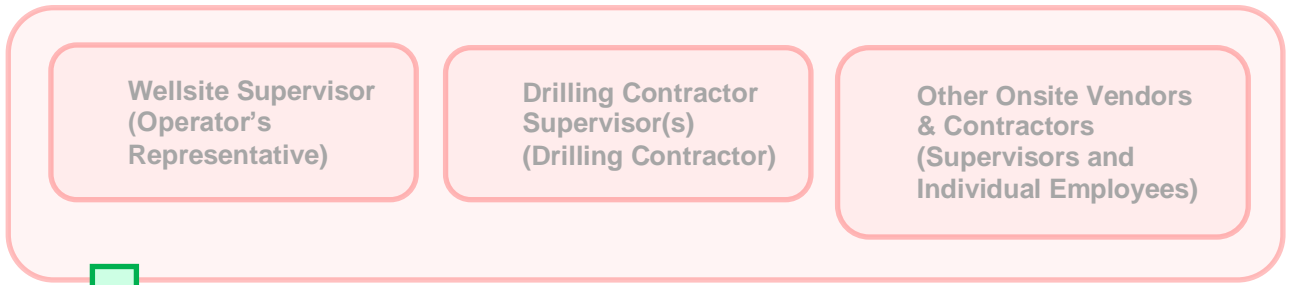 Wellsite Supervisor
(Operator’s
Representative)
Drilling Contractor
Supervisor(s)
(Drilling Contractor)
Other Onsite Vendors
& Contractors
(Supervisors and
Individual Employees)